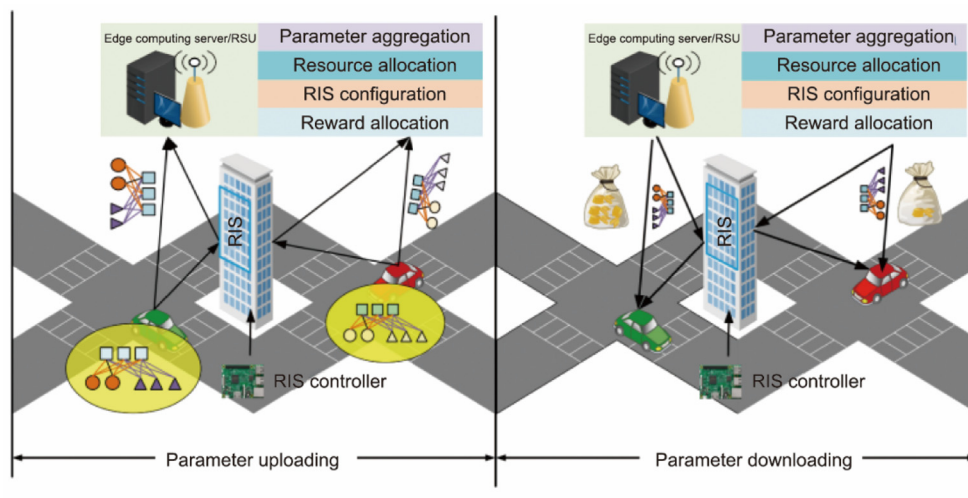 Edge computing server/RSU
Parameter aggregation
Resource allocation
RIS configuration
Reward allocation
RIS
RIS controller
Parameter uploading
Edge computing server/RSU
Parameter aggregation
Resource allocation
RIS configuration
Reward allocation
RIS
RIS controller
Parameter downloading